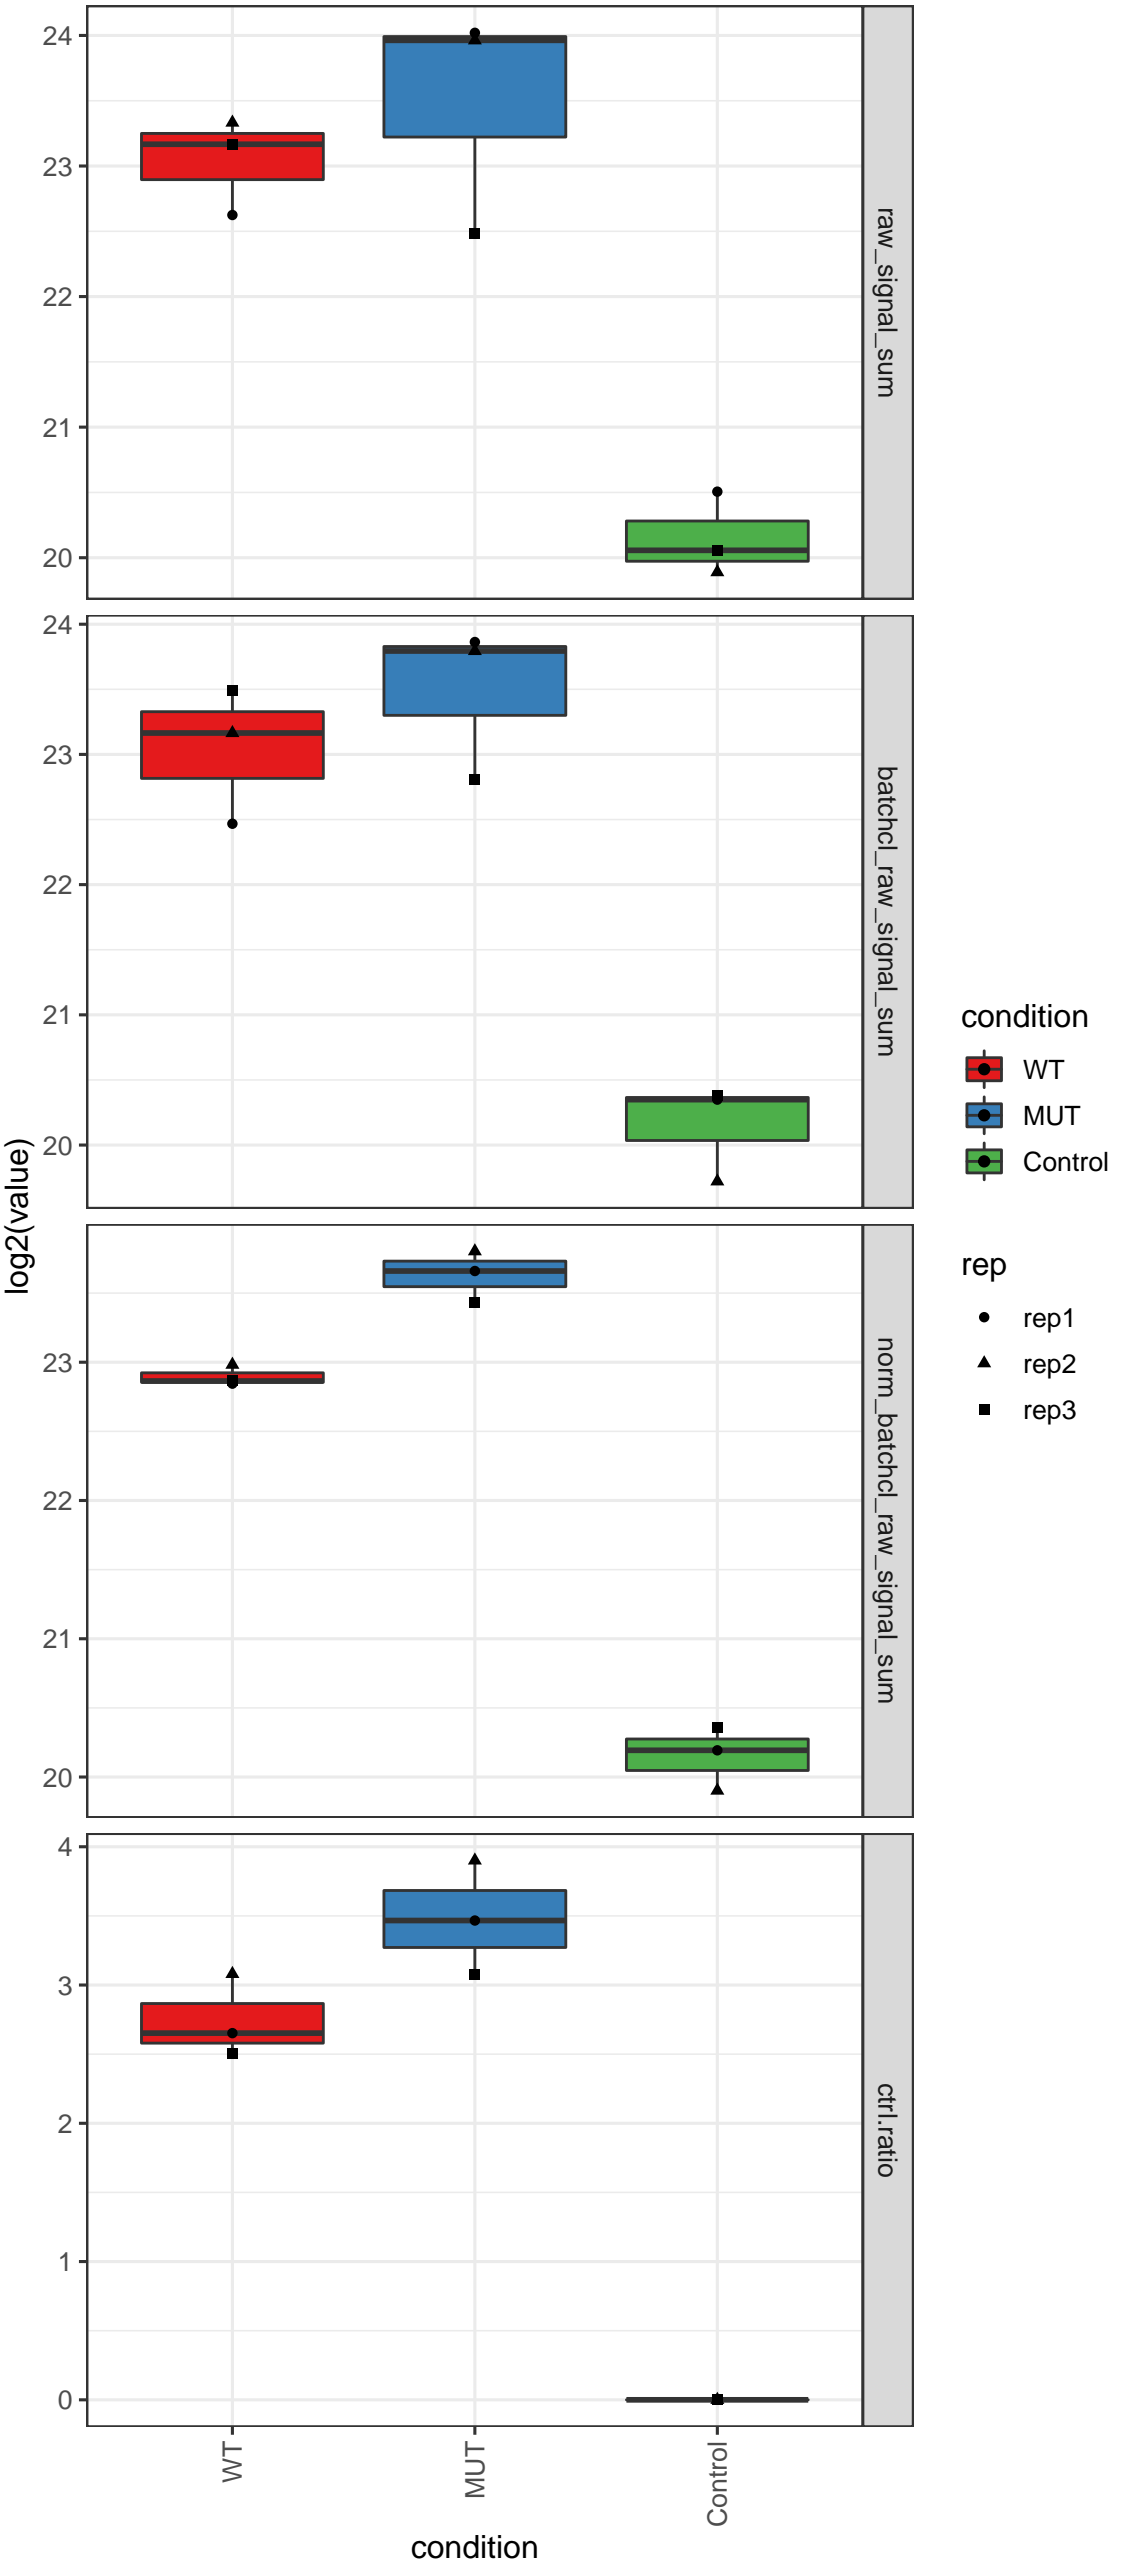 24
23
22
21
20
raw_signal_sum
24
23
22
21
20
batchcl_raw_signal_sum
23
22
21
20
norm_batchcl_raw_signal_sum
4
3
2
1
0
ctrl.ratio
log2(value)
WT
MUT
Control
condition
condition
WT
MUT
Control
rep
rep1
rep2
rep3